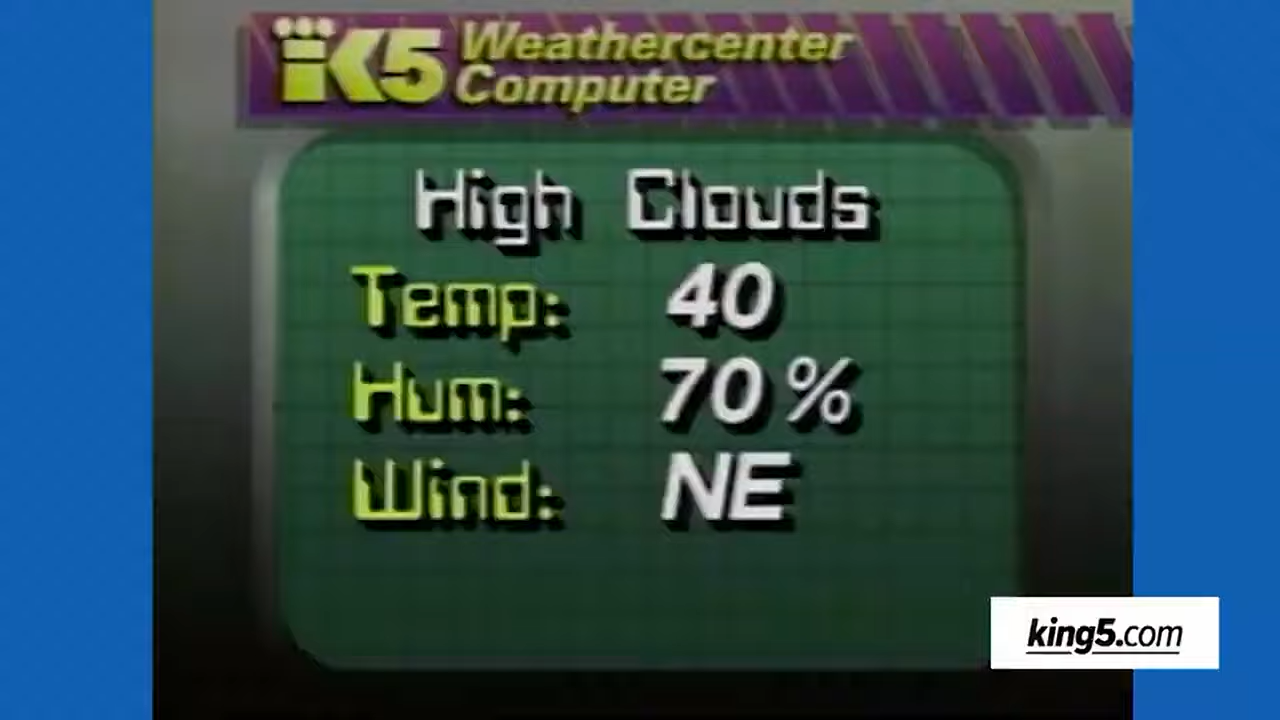 K5 Weathercenter
Computer
High Clouds
Temp: 40
Hum: 70%
Wind: NE
king5.com